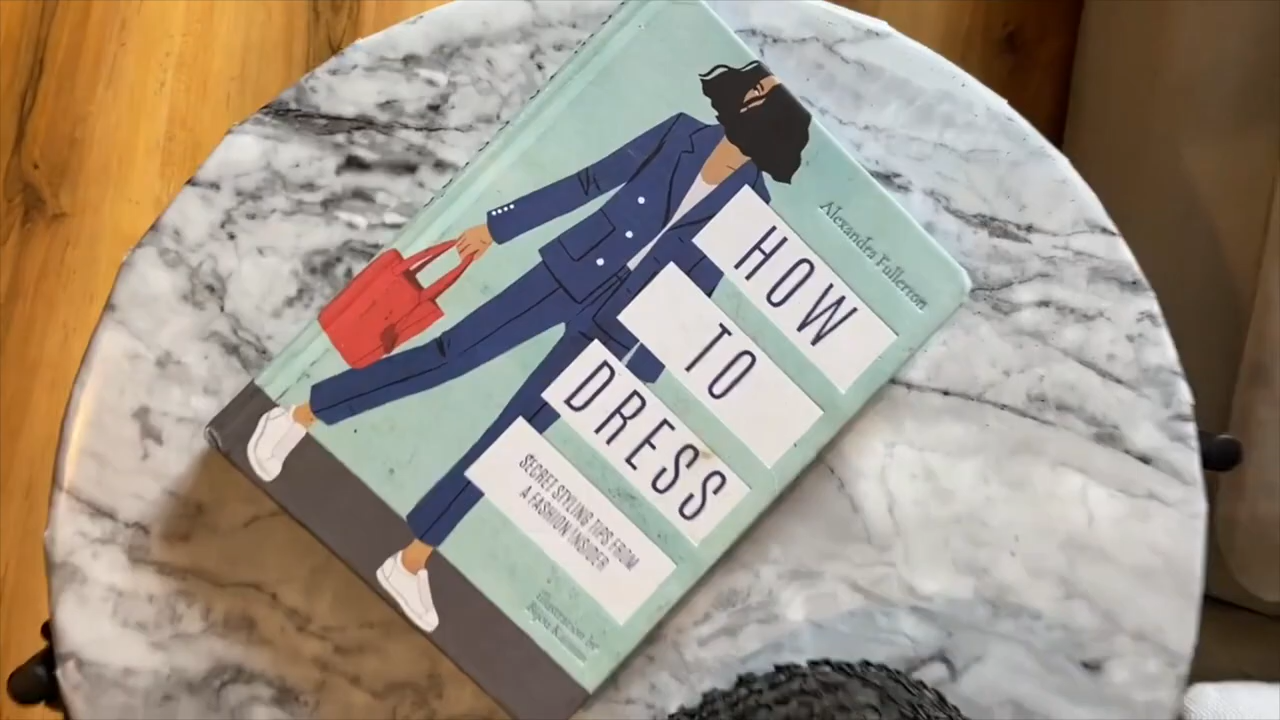 Alexandra Fullerton
HOW
TO
DRESS
SECRET STYLING TIPS FROM
A FASHION INSIDER
Illustrations by